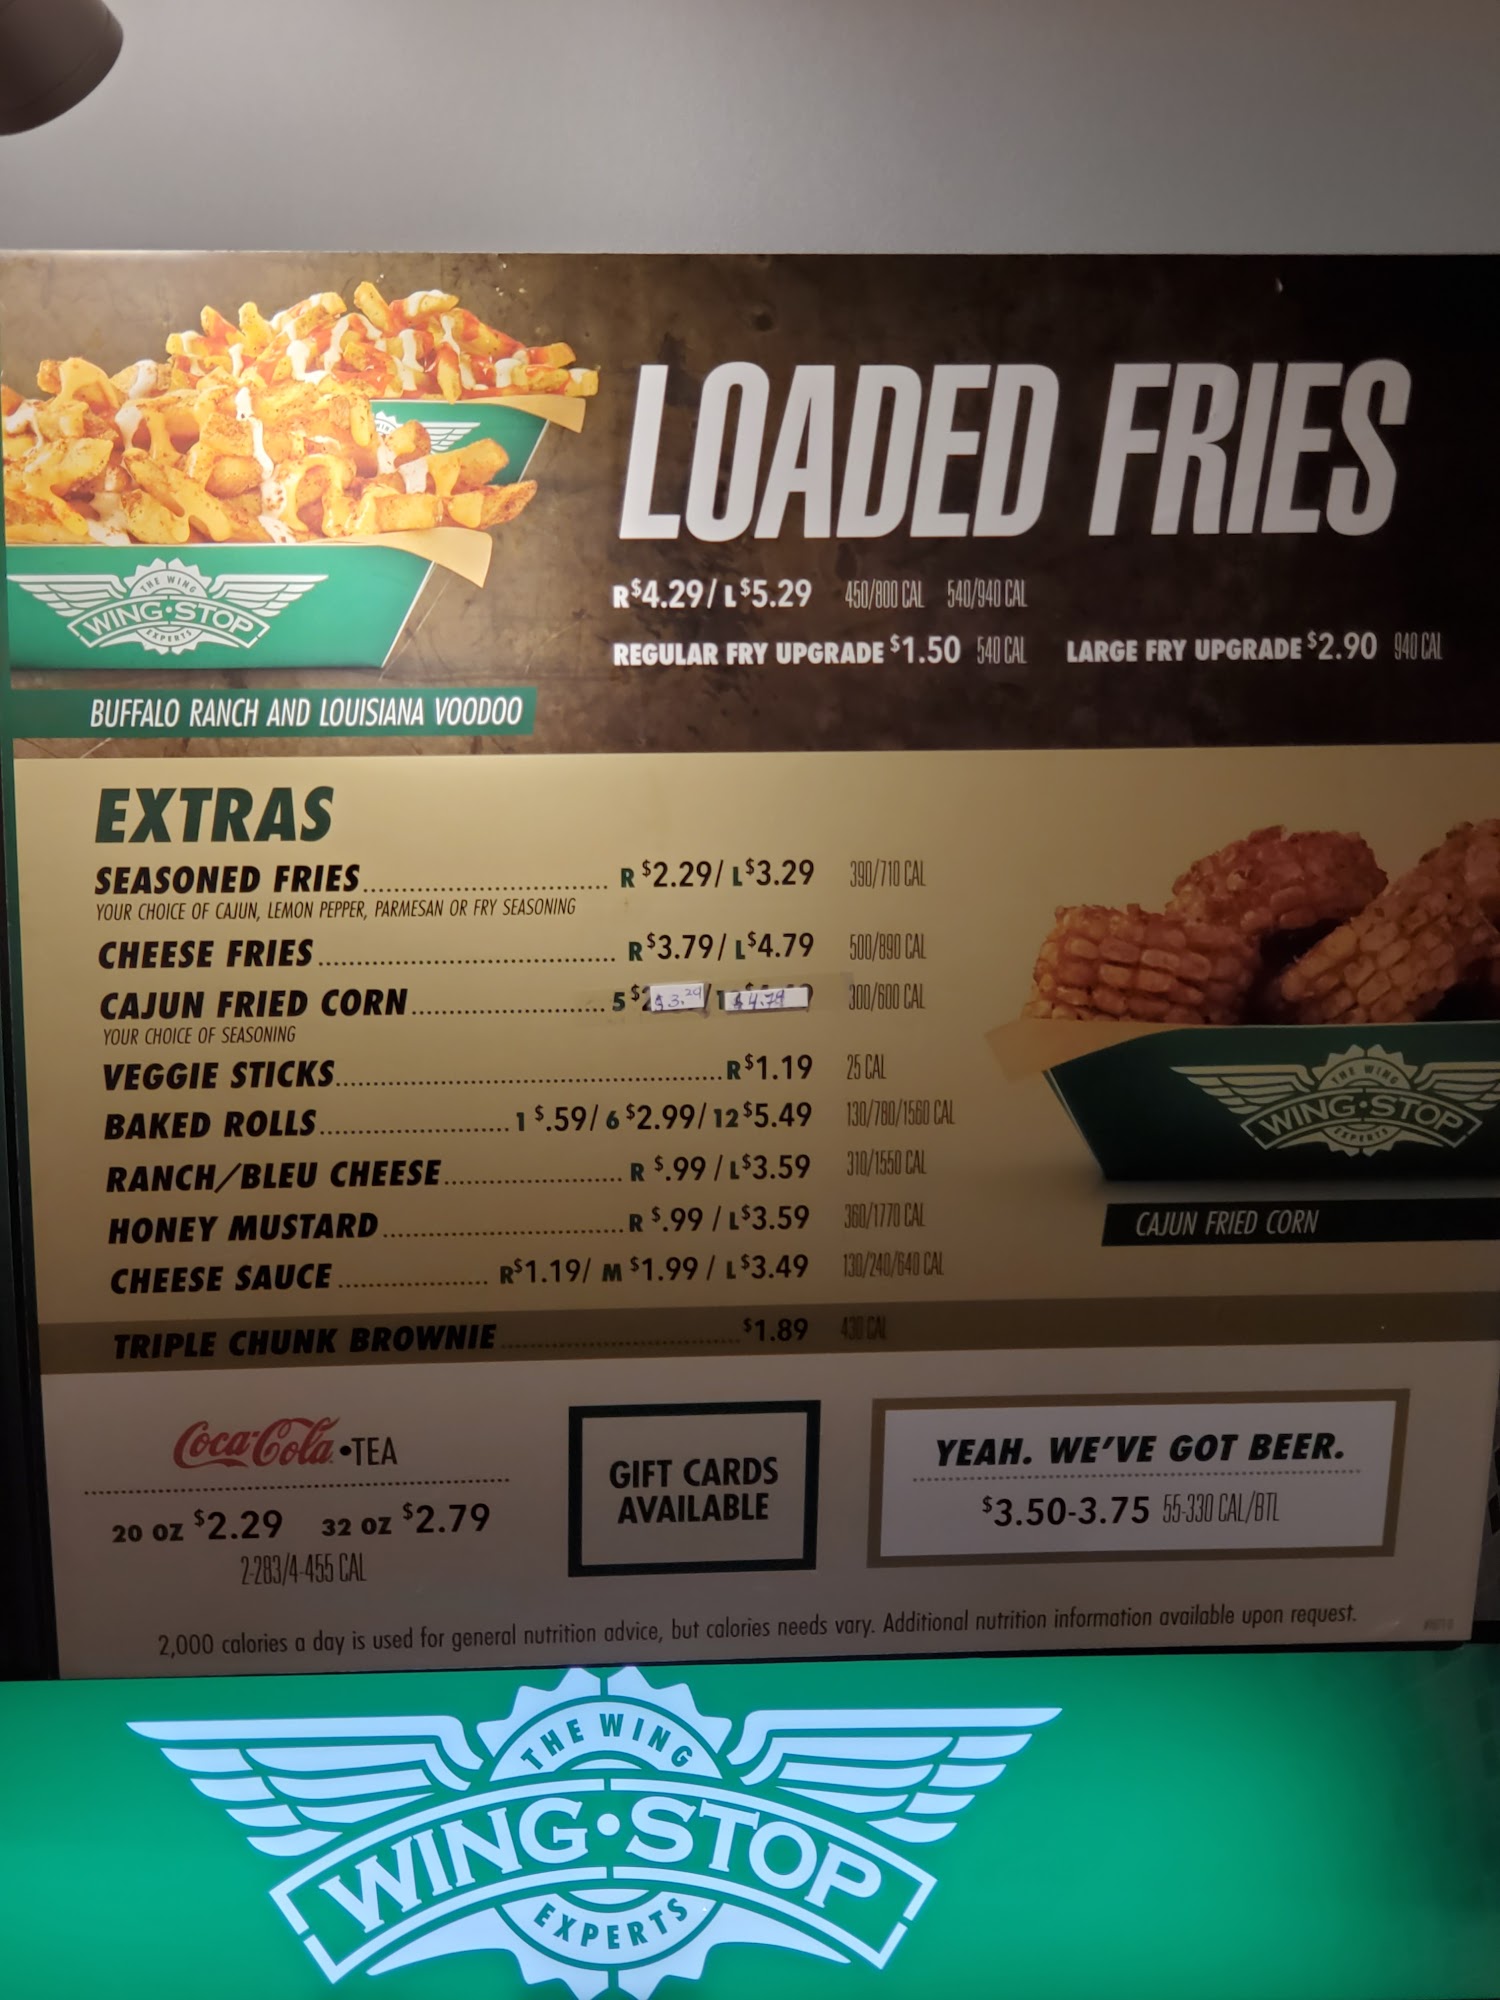 LOADED FRIES
R $4.29 / L $5.29 450/800 CAL 540/940 CAL
REGULAR FRY UPGRADE $1.50 540 CAL LARGE FRY UPGRADE $2.90 940 CAL
THE WING
WING·STOP
EXPERTS
BUFFALO RANCH AND LOUISIANA VOODOO
EXTRAS
SEASONED FRIES R $2.29 / L $3.29 390/710 CAL
YOUR CHOICE OF CAJUN, LEMON PEPPER, PARMESAN OR FRY SEASONING
CHEESE FRIES R $3.79 / L $4.79 500/890 CAL
CAJUN FRIED CORN 5 $3.29 / $4.79 300/600 CAL
YOUR CHOICE OF SEASONING
VEGGIE STICKS R $1.19 25 CAL
BAKED ROLLS 1 $.59 / 6 $2.99 / 12 $5.49 130/780/1560 CAL
RANCH/BLEU CHEESE R $.99 / L $3.59 310/1550 CAL
HONEY MUSTARD R $.99 / L $3.59 360/1770 CAL
CHEESE SAUCE R $1.19 / M $1.99 / L $3.49 130/240/640 CAL
TRIPLE CHUNK BROWNIE $1.89 430 CAL
THE WING
WING·STOP
EXPERTS
CAJUN FRIED CORN
Coca-Cola • TEA
20 OZ $2.29 32 OZ $2.79
2-283/4-455 CAL
GIFT CARDS
AVAILABLE
YEAH. WE'VE GOT BEER.
$3.50-3.75 55-330 CAL/BTL
2,000 calories a day is used for general nutrition advice, but calories needs vary. Additional nutrition information available upon request.
THE WING
WING·STOP
EXPERTS